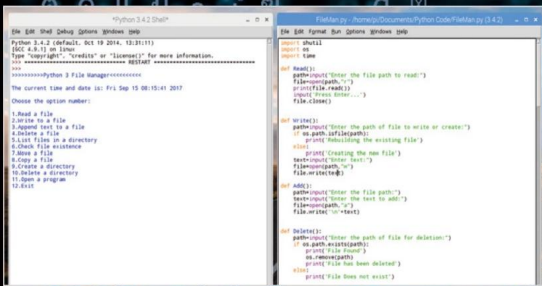 *Python 3.4.2 Shell*
File Edit Shell Debug Options Windows Help
Python 3.4.2 (default, Oct 19 2014, 13:31:11)
[GCC 4.9.1] on linux
Type "copyright", "credits" or "license()" for more information.
>>> ================================ RESTART ================================
>>>
>>>>>>>>>>Python 3 File Manager<<<<<<<<<<
The current time and date is: Fri Sep 15 08:15:41 2017
Choose the option number:
1.Read a file
2.Write to a file
3.Append text to a file
4.Delete a file
5.List files in a directory
6.Check file existence
7.Move a file
8.Copy a file
9.Create a directory
10.Delete a directory
11.Open a program
12.Exit
FileMan.py - /home/pi/Documents/Python Code/FileMan.py (3.4.2)
File Edit Format Run Options Windows Help
import shutil
import os
import time
def Read():
path=input("Enter the file path to read:")
file=open(path,"r")
print(file.read())
input('Press Enter...')
file.close()
def Write():
path=input("Enter the path of file to write or create:")
if os.path.isfile(path):
print('Rebuilding the existing file')
else:
print('Creating the new file')
text=input("Enter text:")
file=open(path,"w")
file.write(text)
def Add():
path=input("Enter the file path:")
text=input("Enter the text to add:")
file=open(path,"a")
file.write('\n'+text)
def Delete():
path=input("Enter the path of file for deletion:")
if os.path.exists(path):
print('File Found')
os.remove(path)
print('File has been deleted')
else:
print('File Does not exist')